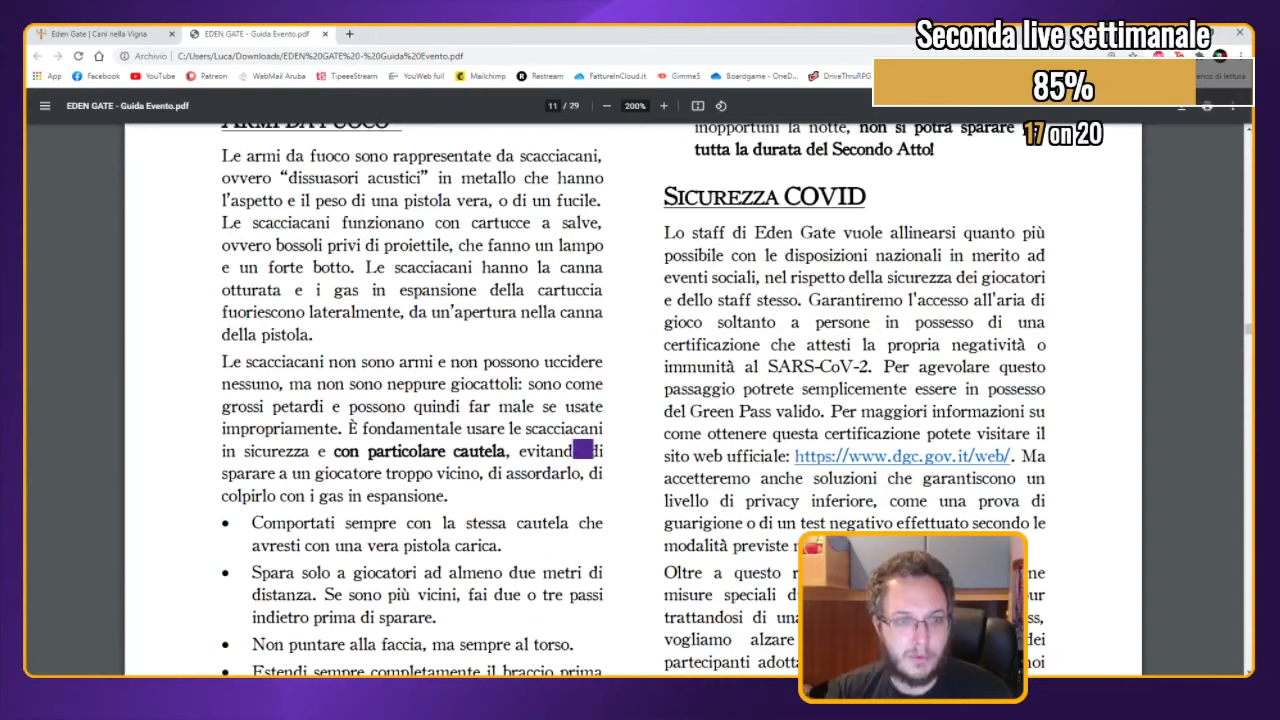 Seconda live settimanale
85%
17 on 20
Eden Gate | Cani nella Vigna
EDEN GATE - Guida Evento.pdf
Archivio
C:/Users/Luca/Downloads/EDEN%20GATE%20-%20Guida%20Evento.pdf
App
Facebook
YouTube
Patreon
WebMail Aruba
TipeeeStream
YouWeb full
Mailchimp
Restream
FattureInCloud.it
Gimme5
Boardgame - OneD...
DriveThruRPG
enco di lettura
EDEN GATE - Guida Evento.pdf
11 / 29
200%
ARMI DA FUOCO
Le armi da fuoco sono rappresentate da scacciacani,
ovvero “dissuasori acustici” in metallo che hanno
l’aspetto e il peso di una pistola vera, o di un fucile.
Le scacciacani funzionano con cartucce a salve,
ovvero bossoli privi di proiettile, che fanno un lampo
e un forte botto. Le scacciacani hanno la canna
otturata e i gas in espansione della cartuccia
fuoriescono lateralmente, da un’apertura nella canna
della pistola.
Le scacciacani non sono armi e non possono uccidere
nessuno, ma non sono neppure giocattoli: sono come
grossi petardi e possono quindi far male se usate
impropriamente. È fondamentale usare le scacciacani
in sicurezza e con particolare cautela, evitand di
sparare a un giocatore troppo vicino, di assordarlo, di
colpirlo con i gas in espansione.
• Comportati sempre con la stessa cautela che
avresti con una vera pistola carica.
• Spara solo a giocatori ad almeno due metri di
distanza. Se sono più vicini, fai due o tre passi
indietro prima di sparare.
• Non puntare alla faccia, ma sempre al torso.
• Estendi sempre completamente il braccio prima
inopportuni la notte, non si potrà sparare
tutta la durata del Secondo Atto!
SICUREZZA COVID
Lo staff di Eden Gate vuole allinearsi quanto più
possibile con le disposizioni nazionali in merito ad
eventi sociali, nel rispetto della sicurezza dei giocatori
e dello staff stesso. Garantiremo l'accesso all'aria di
gioco soltanto a persone in possesso di una
certificazione che attesti la propria negatività o
immunità al SARS-CoV-2. Per agevolare questo
passaggio potrete semplicemente essere in possesso
del Green Pass valido. Per maggiori informazioni su
come ottenere questa certificazione potete visitare il
sito web ufficiale: https://www.dgc.gov.it/web/. Ma
accetteremo anche soluzioni che garantiscono un
livello di privacy inferiore, come una prova di
guarigione o di un test negativo effettuato secondo le
modalità previste
Oltre a questo
misure speciali
trattandosi di
vogliamo alzare dei
partecipanti noi